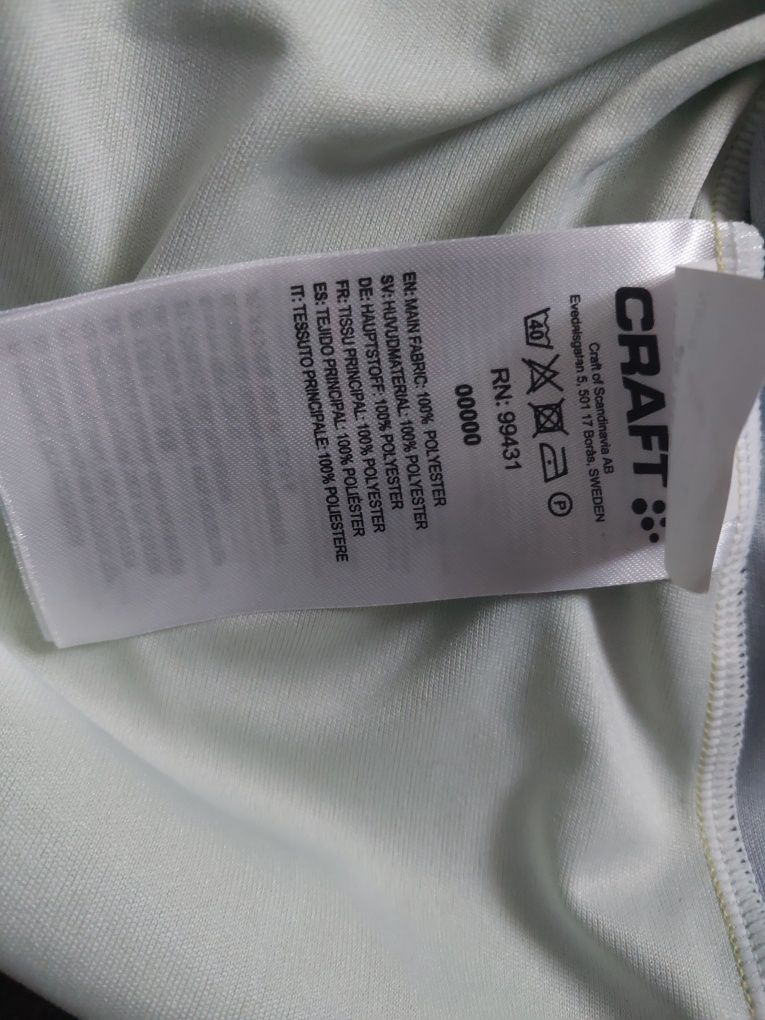 CRAFT
Craft of Scandinavia AB
Evedalsgatan 5, 501 17 Borås, SWEDEN
40 P
RN: 99431
00000
EN: MAIN FABRIC: 100% POLYESTER
SV: HUVUDMATERIAL: 100% POLYESTER
DE: HAUPTSTOFF: 100% POLYESTER
FR: TISSU PRINCIPAL: 100% POLYESTER
ES: TEJIDO PRINCIPAL: 100% POLIÉSTER
IT: TESSUTO PRINCIPALE: 100% POLIESTERE